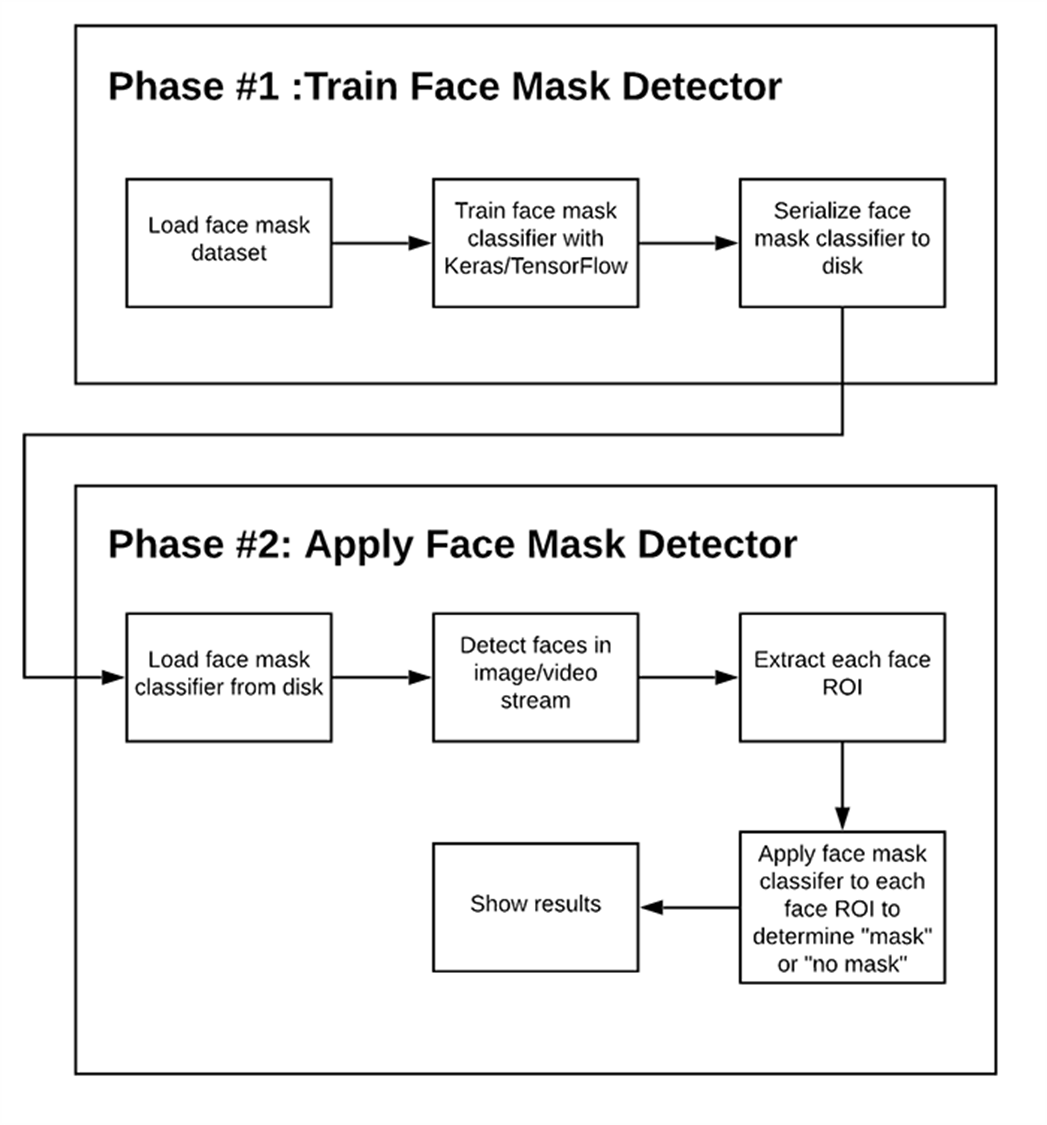 Phase #1 :Train Face Mask Detector
Load face mask
dataset
Train face mask
classifier with
Keras/TensorFlow
Serialize face
mask classifier to
disk
Phase #2: Apply Face Mask Detector
Load face mask
classifier from disk
Detect faces in
image/video
stream
Extract each face
ROI
Apply face mask
classifer to each
face ROI to
determine "mask"
or "no mask"
Show results